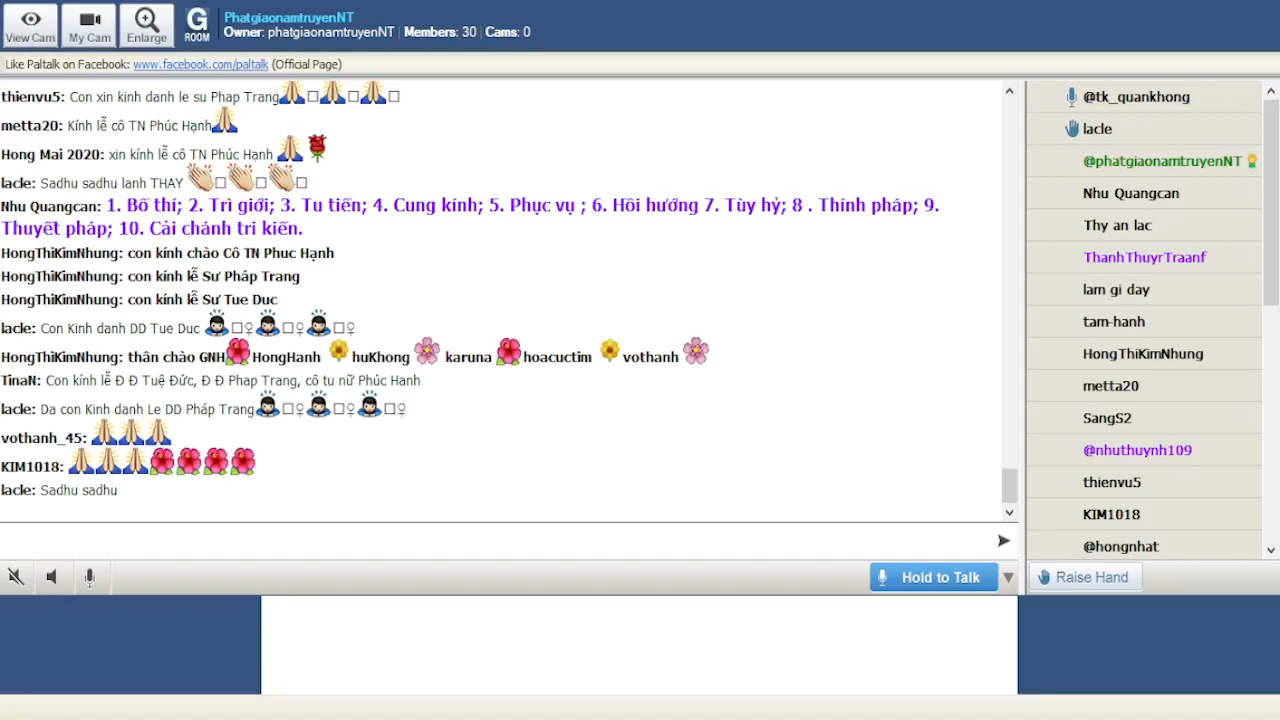 View Cam
My Cam
Enlarge
G
ROOM
PhatgiaonamtruyenNT
Owner: phatgiaonamtruyenNT | Members: 30 | Cams: 0
Like Paltalk on Facebook: www.facebook.com/paltalk (Official Page)
thienvu5: Con xin kinh danh le su Phap Trang🙏□🙏□🙏□
metta20: Kính lễ cô TN Phúc Hạnh🙏
Hong Mai 2020: xin kính lễ cô TN Phúc Hạnh 🙏 🌹
lacle: Sadhu sadhu lanh THAY 👏□👏□👏□
Nhu Quangcan: 1. Bố thí; 2. Trì giới; 3. Tu tiến; 4. Cung kính; 5. Phục vụ ; 6. Hồi hướng 7. Tùy hỷ; 8 . Thính pháp; 9.
Thuyết pháp; 10. Cải chánh tri kiến.
HongThiKimNhung: con kính chào Cô TN Phuc Hạnh
HongThiKimNhung: con kính lễ Sư Pháp Trang
HongThiKimNhung: con kính lễ Sư Tue Duc
lacle: Con Kinh danh DD Tue Duc 🙇□♀🙇□♀🙇□♀
HongThiKimNhung: thân chào GNH🌺HongHanh 🌼huKhong 🌸 karuna 🌺hoacuctim 🌼vothanh🌸
TinaN: Con kính lễ Đ Đ Tuệ Đức, Đ Đ Phap Trang, cô tu nữ Phúc Hanh
lacle: Da con Kinh danh Le DD Pháp Trang🙇□♀🙇□♀🙇□♀
vothanh_45: 🙏🙏🙏
KIM1018: 🙏🙏🙏🌺🌺🌺🌺
lacle: Sadhu sadhu
Hold to Talk
@tk_quankhong
lacle
@phatgiaonamtruyenNT
Nhu Quangcan
Thy an lac
ThanhThuyrTraanf
lam gi day
tam-hanh
HongThiKimNhung
metta20
SangS2
@nhuthuynh109
thienvu5
KIM1018
@hongnhat
Raise Hand